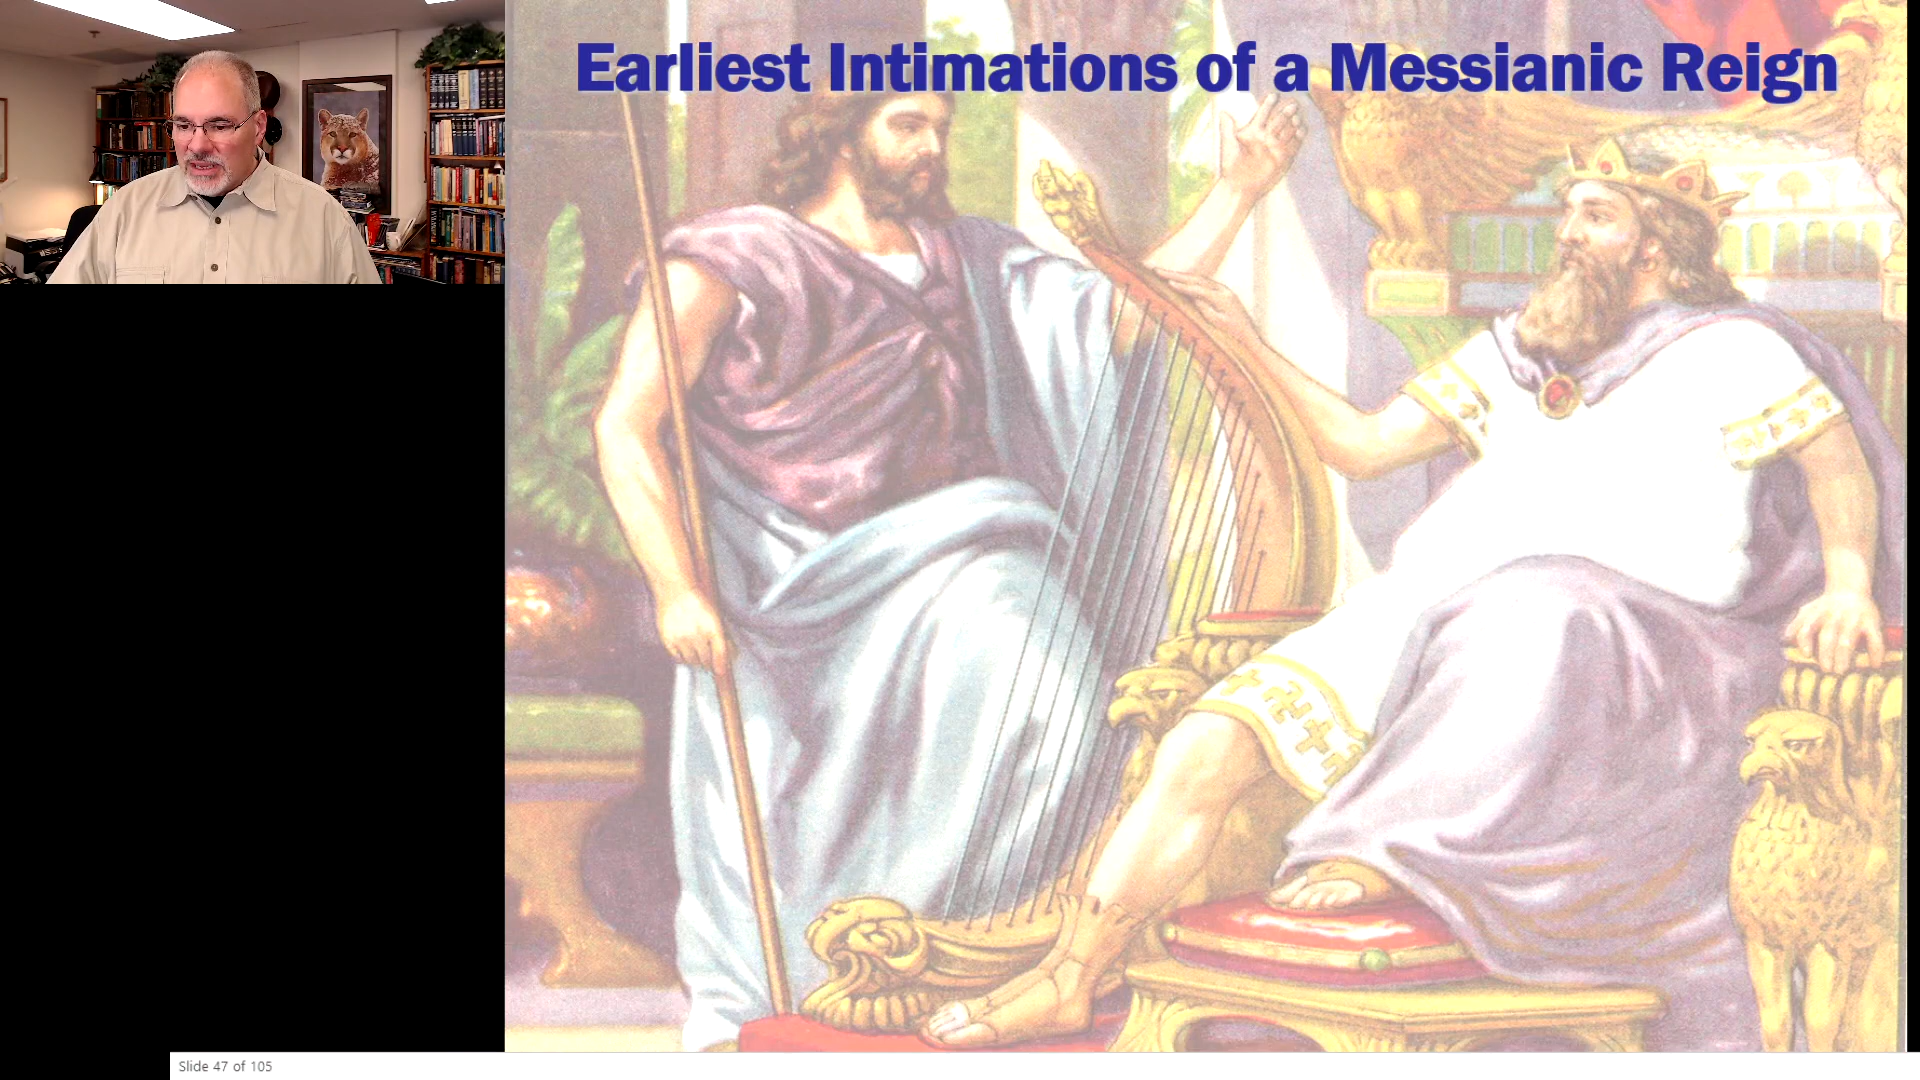 Earliest Intimations of a Messianic Reign
Slide 47 of 105